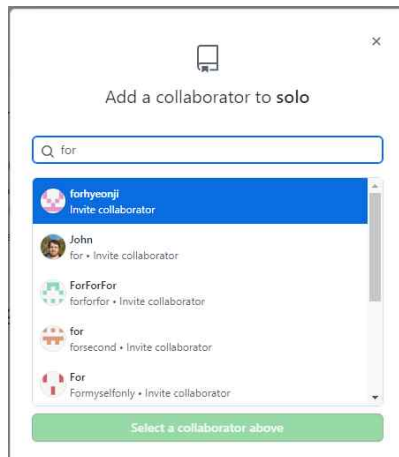 Add a collaborator to solo
for
forhyeonji
Invite collaborator
John
for • Invite collaborator
ForForFor
forforfor • Invite collaborator
for
forsecond • Invite collaborator
For
Formyselfonly • Invite collaborator
Select a collaborator above